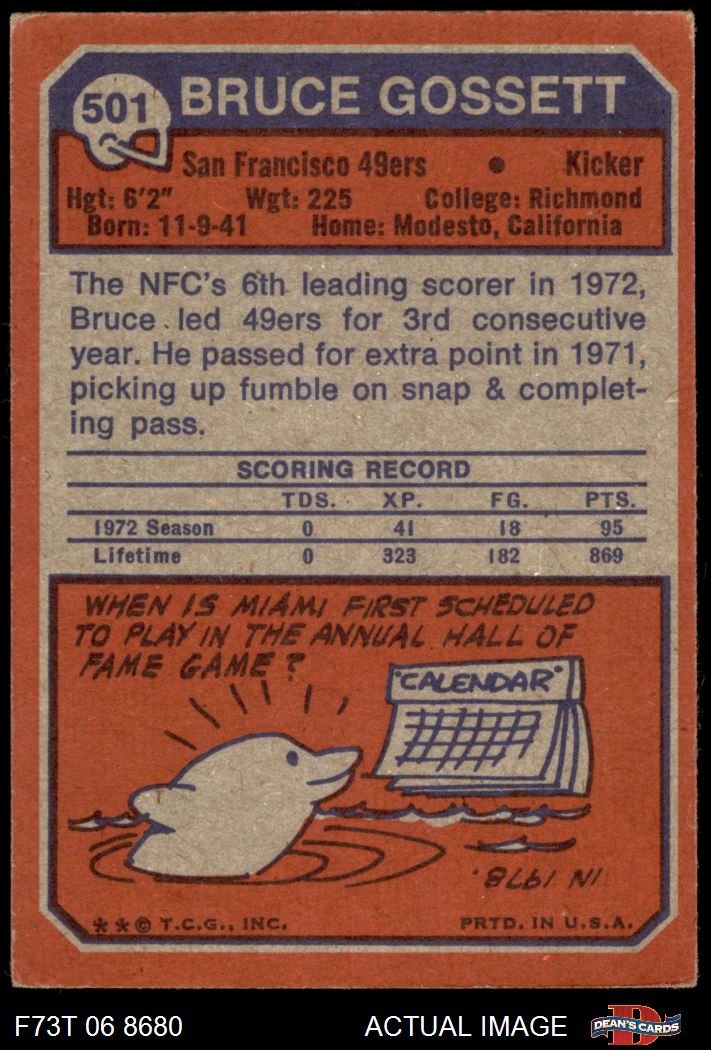 501
BRUCE GOSSETT
San Francisco 49ers • Kicker
Hgt: 6'2" Wgt: 225 College: Richmond
Born: 11-9-41 Home: Modesto, California
The NFC's 6th leading scorer in 1972,
Bruce led 49ers for 3rd consecutive
year. He passed for extra point in 1971,
picking up fumble on snap & complet-
ing pass.
SCORING RECORD
TDS. XP. FG. PTS.
1972 Season 0 41 18 95
Lifetime 0 323 182 869
WHEN IS MIAMI FIRST SCHEDULED
TO PLAY IN THE ANNUAL HALL OF
FAME GAME?
"CALENDAR"
IN 1978.
**© T.C.G., INC. PRTD. IN U.S.A.
F73T 06 8680 ACTUAL IMAGE
D
DEAN'S CARDS